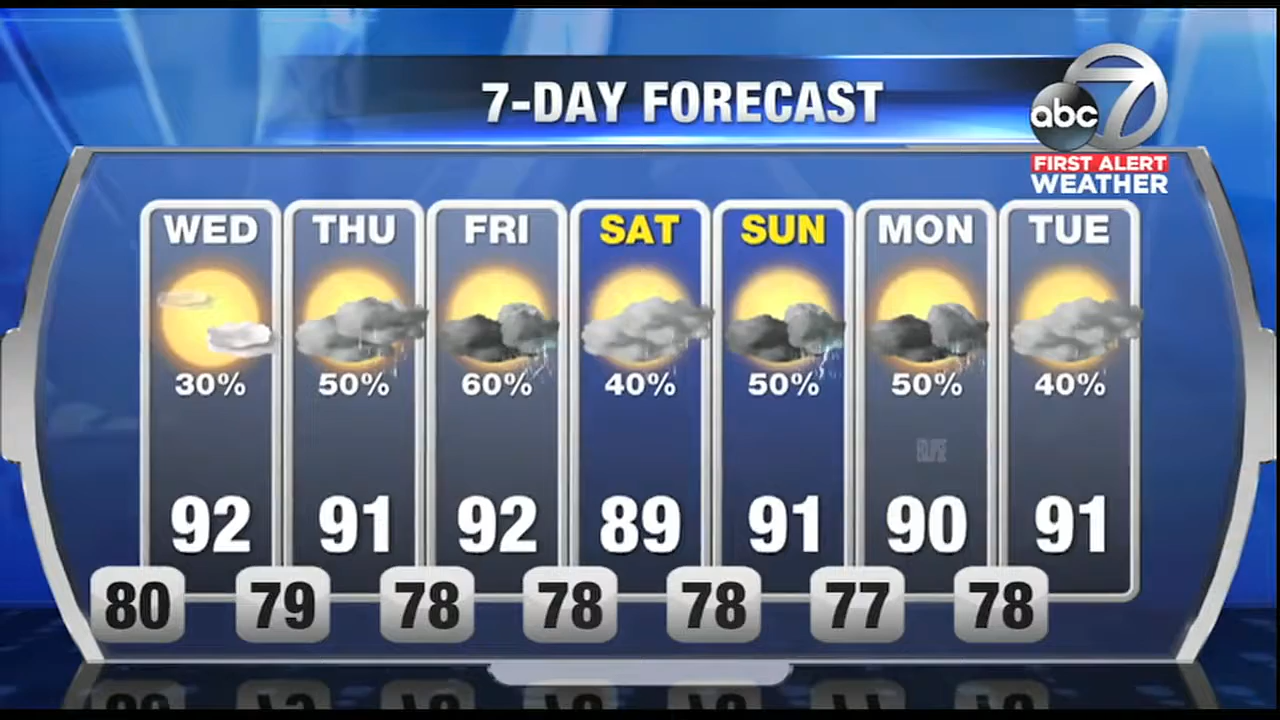 7-DAY FORECAST
abc 7
FIRST ALERT
WEATHER
WED THU FRI SAT SUN MON TUE
30% 50% 60% 40% 50% 50% 40%
92 91 92 89 91 90 91
80 79 78 78 78 77 78